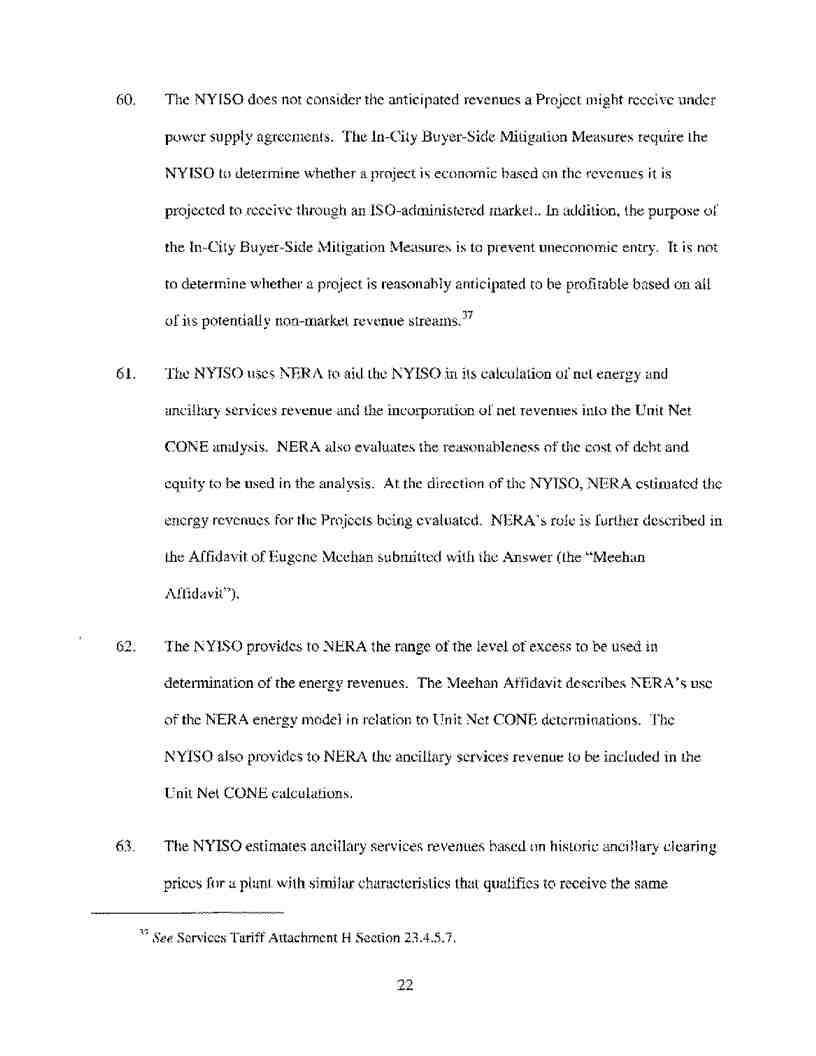 60. The NYISO does not consider the anticipated revenues a Project might receive under
power supply agreements. The In-City Buyer-Side Mitigation Measures require the
NYISO to determine whether a project is economic based on the revenues it is
projected to receive through an ISO-administered market.. In addition, the purpose of
the In-City Buyer-Side Mitigation Measures is to prevent uneconomic entry. It is not
to determine whether a project is reasonably anticipated to be profitable based on all
of its potentially non-market revenue streams.37
61. The NYISO uses NERA to aid the NYISO in its calculation of net energy and
ancillary services revenue and the incorporation of net revenues into the Unit Net
CONE analysis. NERA also evaluates the reasonableness of the cost of debt and
equity to be used in the analysis. At the direction of the NYISO, NERA estimated the
energy revenues for the Projects being evaluated. NERA's role is further described in
the Affidavit of Eugene Meehan submitted with the Answer (the "Meehan
Affidavit").
62. The NYISO provides to NERA the range of the level of excess to be used in
determination of the energy revenues. The Meehan Affidavit describes NERA's use
of the NERA energy model in relation to Unit Net CONE determinations. The
NYISO also provides to NERA the ancillary services revenue to be included in the
Unit Net CONE calculations.
63. The NYISO estimates ancillary services revenues based on historic ancillary clearing
prices for a plant with similar characteristics that qualifies to receive the same
37 See Services Tariff Attachment H Section 23.4.5.7.
22